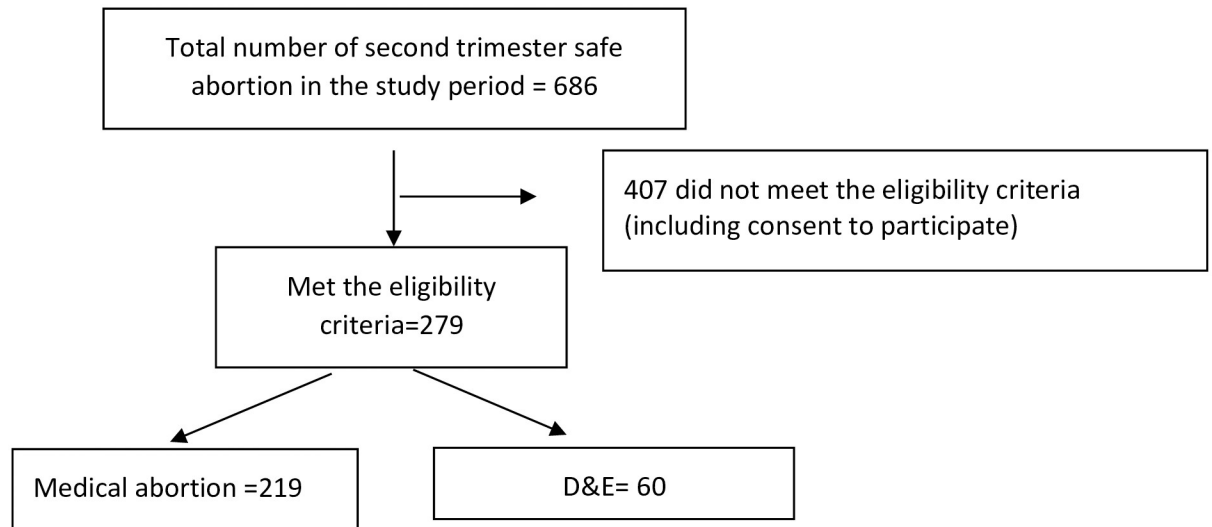 Total number of second trimester safe
abortion in the study period = 686
407 did not meet the eligibility criteria
(including consent to participate)
Met the eligibility
criteria=279
Medical abortion =219
D&E= 60